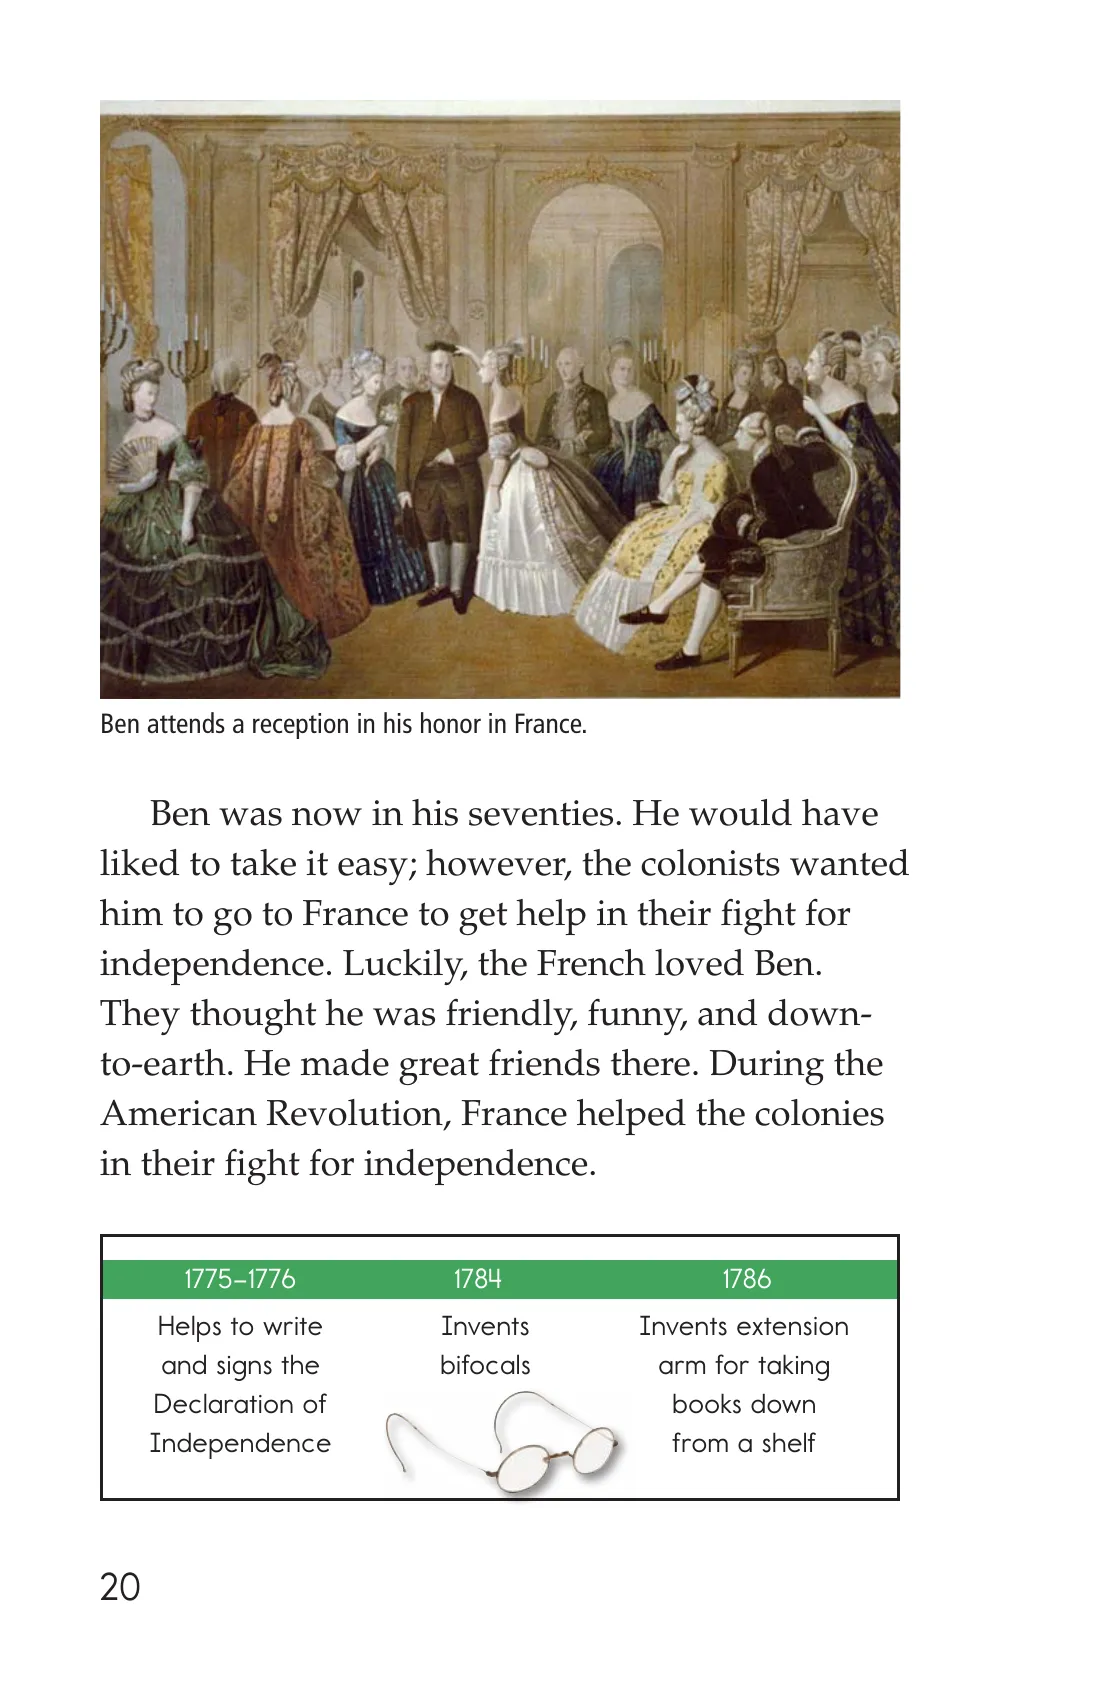 Ben attends a reception in his honor in France.
Ben was now in his seventies. He would have
liked to take it easy; however, the colonists wanted
him to go to France to get help in their fight for
independence. Luckily, the French loved Ben.
They thought he was friendly, funny, and down-
to-earth. He made great friends there. During the
American Revolution, France helped the colonies
in their fight for independence.
1775–1776
Helps to write
and signs the
Declaration of
Independence
1784
Invents
bifocals
1786
Invents extension
arm for taking
books down
from a shelf
20